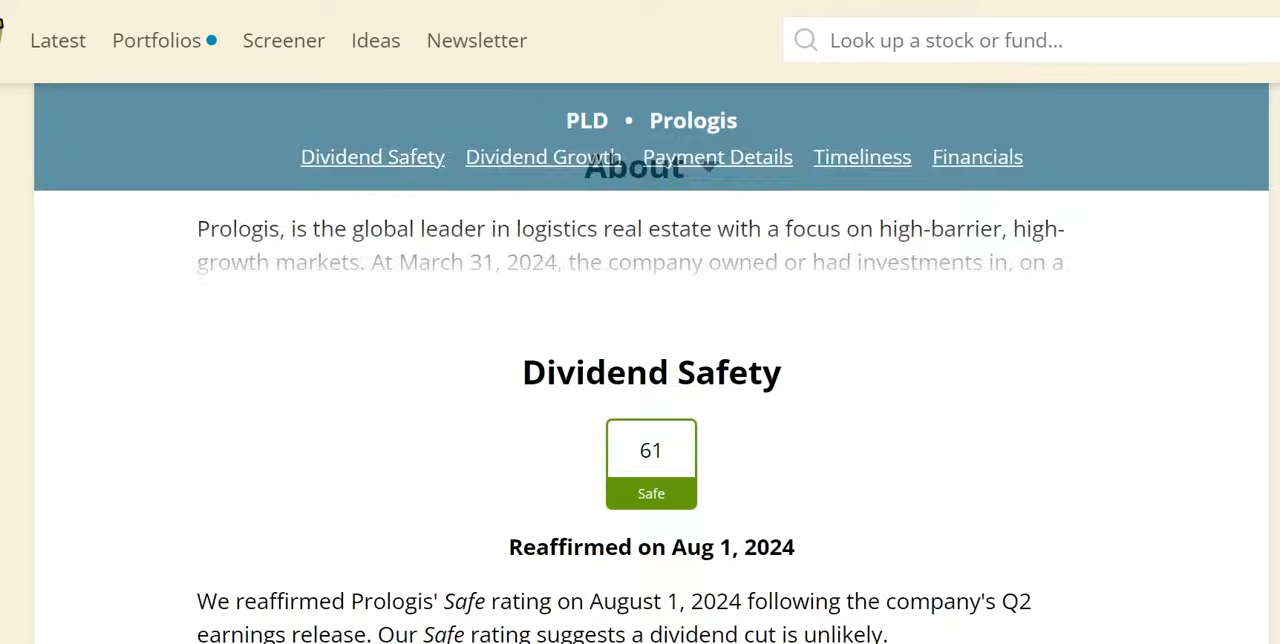 Latest Portfolios Screener Ideas Newsletter Look up a stock or fund...
PLD • Prologis
Dividend Safety Dividend Growth Payment Details Timeliness Financials
About
Prologis, is the global leader in logistics real estate with a focus on high-barrier, high-
growth markets. At March 31, 2024, the company owned or had investments in, on a
Dividend Safety
61
Safe
Reaffirmed on Aug 1, 2024
We reaffirmed Prologis' Safe rating on August 1, 2024 following the company's Q2
earnings release. Our Safe rating suggests a dividend cut is unlikely.